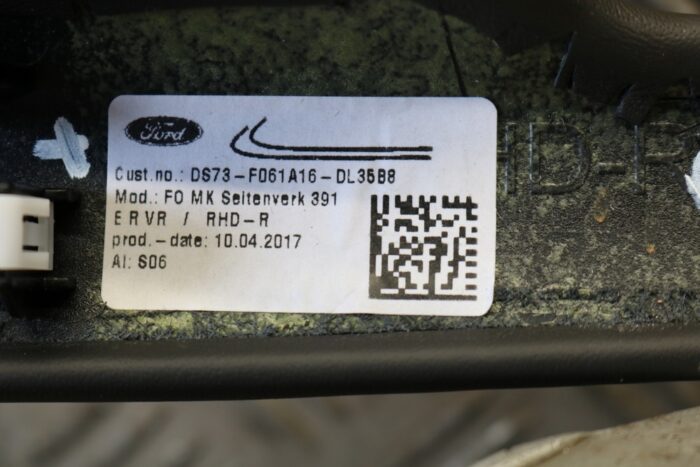 Ford
Cust.no.: DS73-F061A16-DL35B8
Mod.: FO MK Seitenverk 391
E R V R / RHD-R
prod.-date: 10.04.2017
AI: S06
HD-R